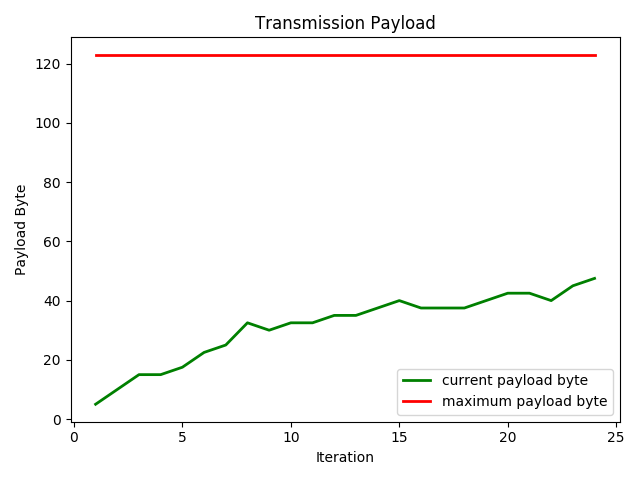 Transmission Payload
120
100
80
60
40
20
0
Payload Byte
0 5 10 15 20 25
Iteration
current payload byte
maximum payload byte